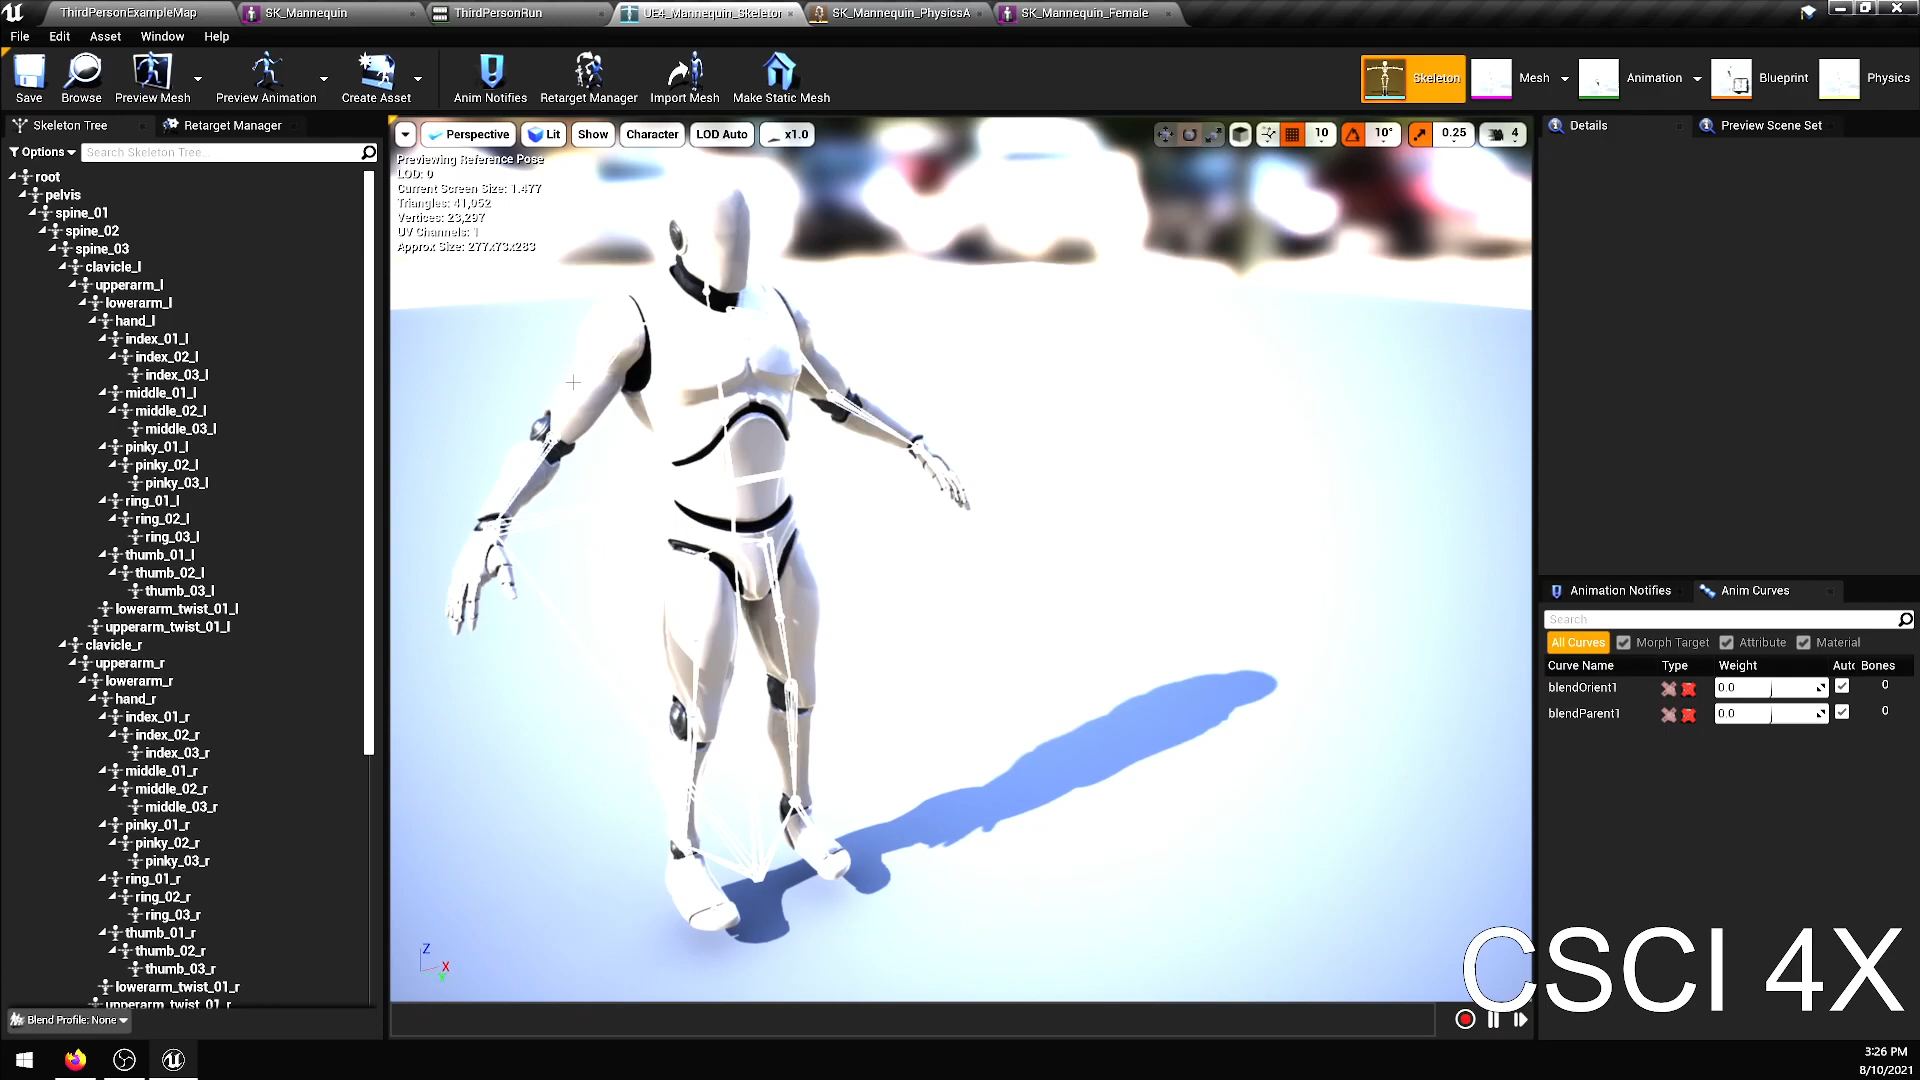 ThirdPersonExampleMap
SK_Mannequin
ThirdPersonRun
UE4_Mannequin_Skeletor
SK_Mannequin_PhysicsA
SK_Mannequin_Female
File Edit Asset Window Help
Save
Browse
Preview Mesh
Preview Animation
Create Asset
Anim Notifies
Retarget Manager
Import Mesh
Make Static Mesh
Skeleton
Mesh
Animation
Blueprint
Physics
Skeleton Tree
Retarget Manager
Options
Search Skeleton Tree...
root
pelvis
spine_01
spine_02
spine_03
clavicle_l
upperarm_l
lowerarm_l
hand_l
index_01_l
index_02_l
index_03_l
middle_01_l
middle_02_l
middle_03_l
pinky_01_l
pinky_02_l
pinky_03_l
ring_01_l
ring_02_l
ring_03_l
thumb_01_l
thumb_02_l
thumb_03_l
lowerarm_twist_01_l
upperarm_twist_01_l
clavicle_r
upperarm_r
lowerarm_r
hand_r
index_01_r
index_02_r
index_03_r
middle_01_r
middle_02_r
middle_03_r
pinky_01_r
pinky_02_r
pinky_03_r
ring_01_r
ring_02_r
ring_03_r
thumb_01_r
thumb_02_r
thumb_03_r
lowerarm_twist_01_r
upperarm_twist_01_r
Blend Profile: None
Perspective Lit Show Character LOD Auto x1.0
10 10° 0.25 4
Previewing Reference Pose
LOD: 0
Current Screen Size: 1.477
Triangles: 41,052
Vertices: 23,297
UV Channels: 1
Approx Size: 277x73x283
Z
X
Y
Details
Preview Scene Set
Animation Notifies
Anim Curves
Search
All Curves Morph Target Attribute Material
Curve Name Type Weight Auto Bones
blendOrient1 0.0 0
blendParent1 0.0 0
CSCI 4X
3:26 PM
8/10/2021